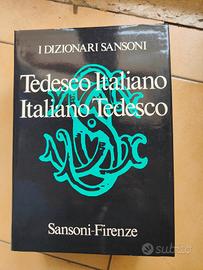 I DIZIONARI SANSONI
Tedesco Italiano
Italiano Tedesco
Sansoni-Firenze
subito